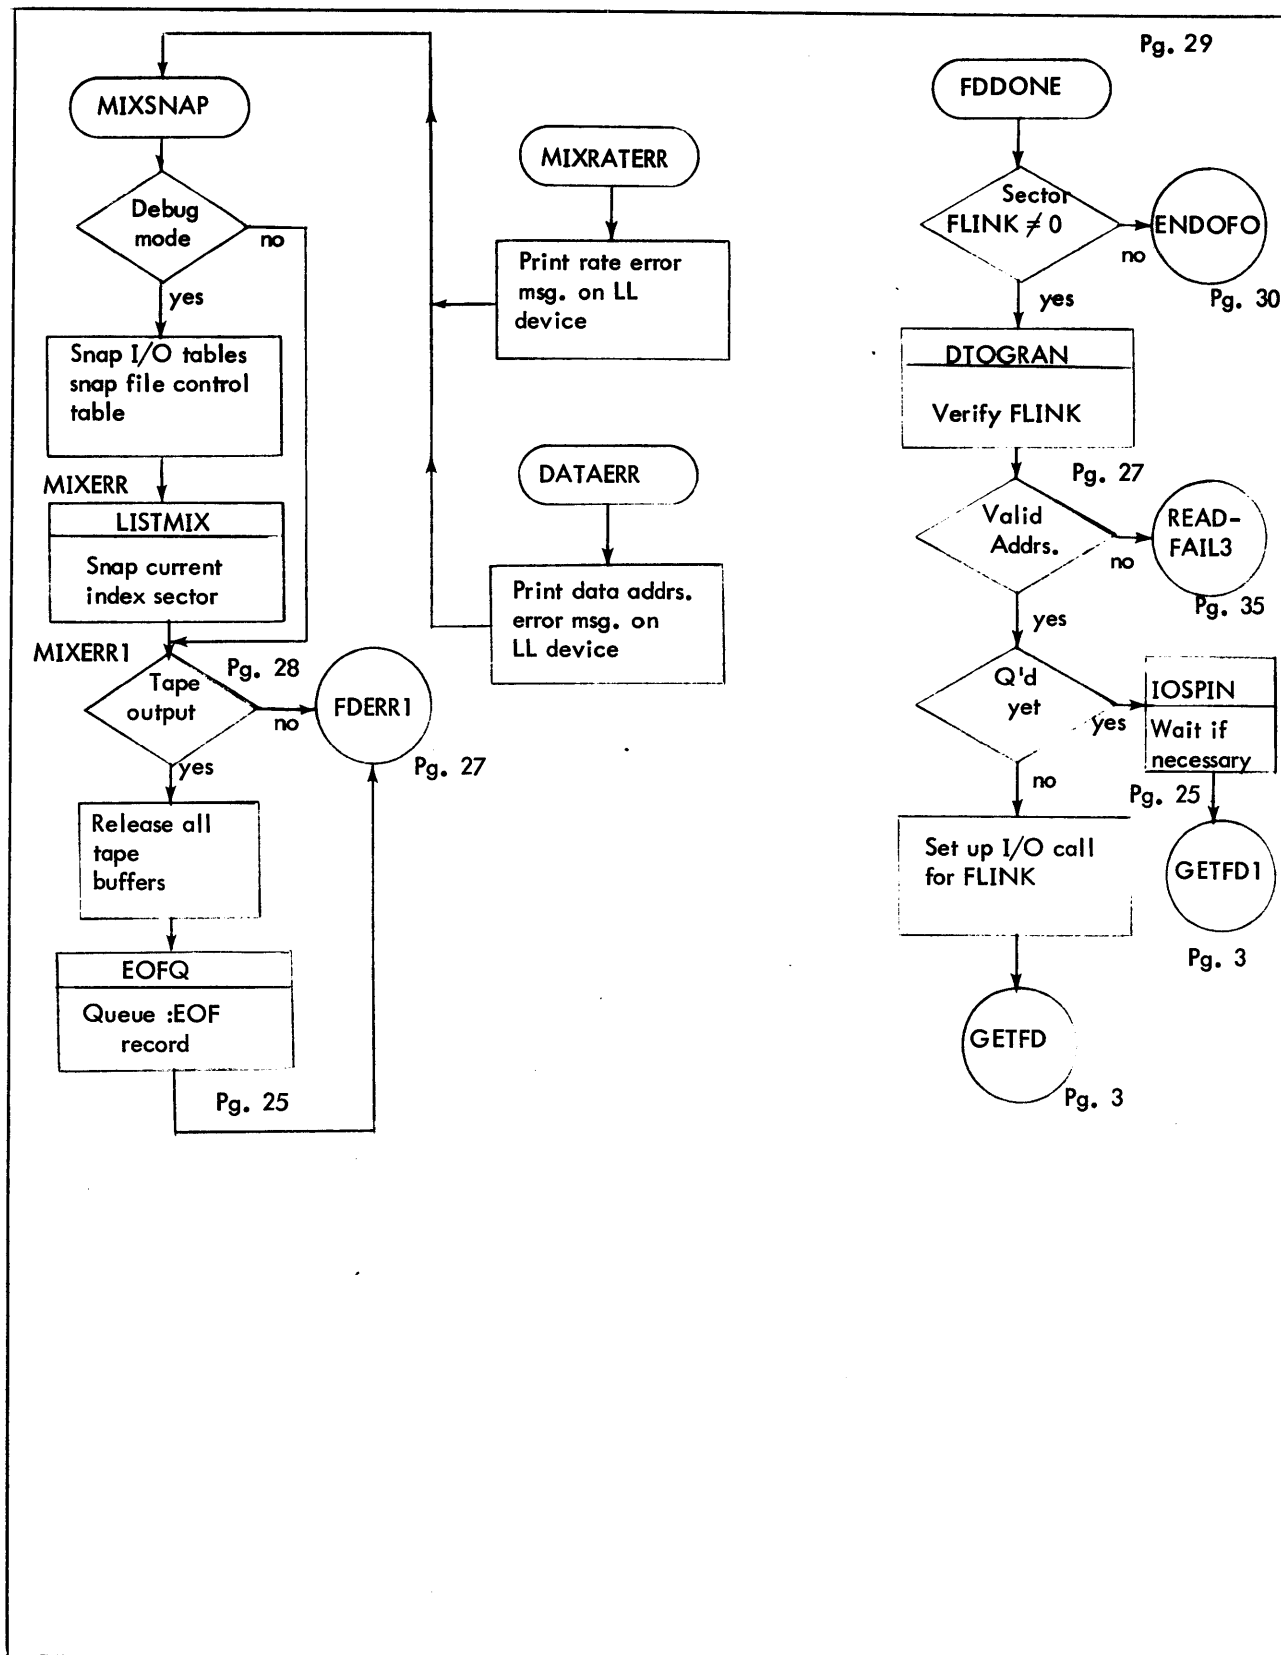 Pg. 29
MIXSNAP
Debug
mode
no
yes
Snap I/O tables
snap file control
table
MIXERR
LISTMIX
Snap current
index sector
MIXERR1
Pg. 28
Tape
output
no
yes
FDERR1
Pg. 27
Release all
tape
buffers
EOFQ
Queue :EOF
record
Pg. 25
MIXRATERR
Print rate error
msg. on LL
device
DATAERR
Print data addrs.
error msg. on
LL device
FDDONE
Sector
FLINK ≠ 0
no
ENDOFO
Pg. 30
yes
DTOGRAN
Verify FLINK
Pg. 27
Valid
Addrs.
no
READ-
FAIL3
Pg. 35
yes
Q'd
yet
yes
IOSPIN
Wait if
necessary
Pg. 25
GETFD1
Pg. 3
no
Set up I/O call
for FLINK
GETFD
Pg. 3